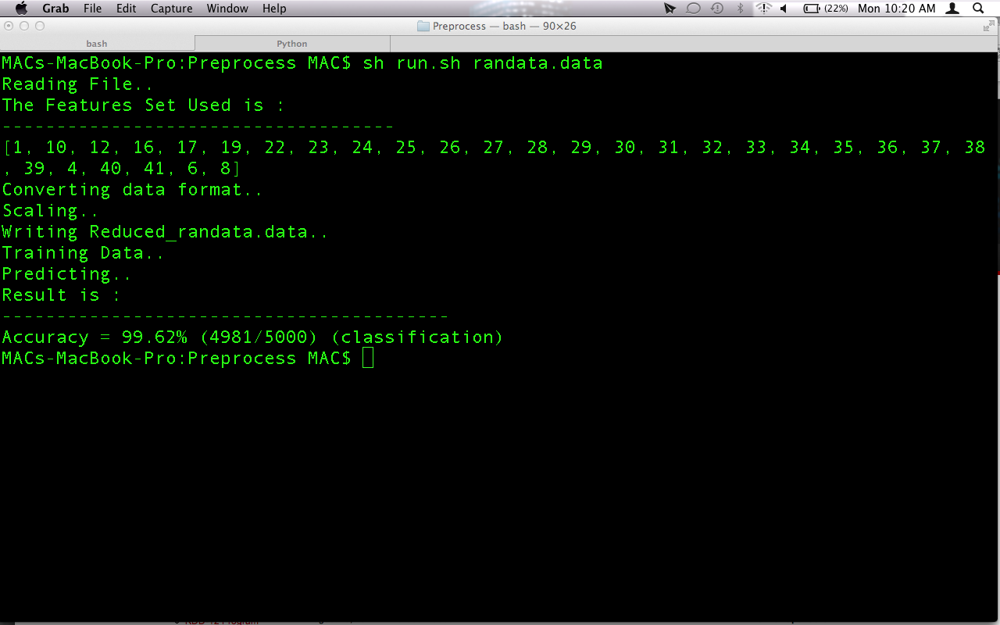 Grab File Edit Capture Window Help (22%) Mon 10:20 AM
Preprocess — bash — 90×26
bash Python
MACs-MacBook-Pro:Preprocess MAC$ sh run.sh randata.data
Reading File..
The Features Set Used is :
------------------------------------
[1, 10, 12, 16, 17, 19, 22, 23, 24, 25, 26, 27, 28, 29, 30, 31, 32, 33, 34, 35, 36, 37, 38
, 39, 4, 40, 41, 6, 8]
Converting data format..
Scaling..
Writing Reduced_randata.data..
Training Data..
Predicting..
Result is :
-----------------------------------------
Accuracy = 99.62% (4981/5000) (classification)
MACs-MacBook-Pro:Preprocess MAC$